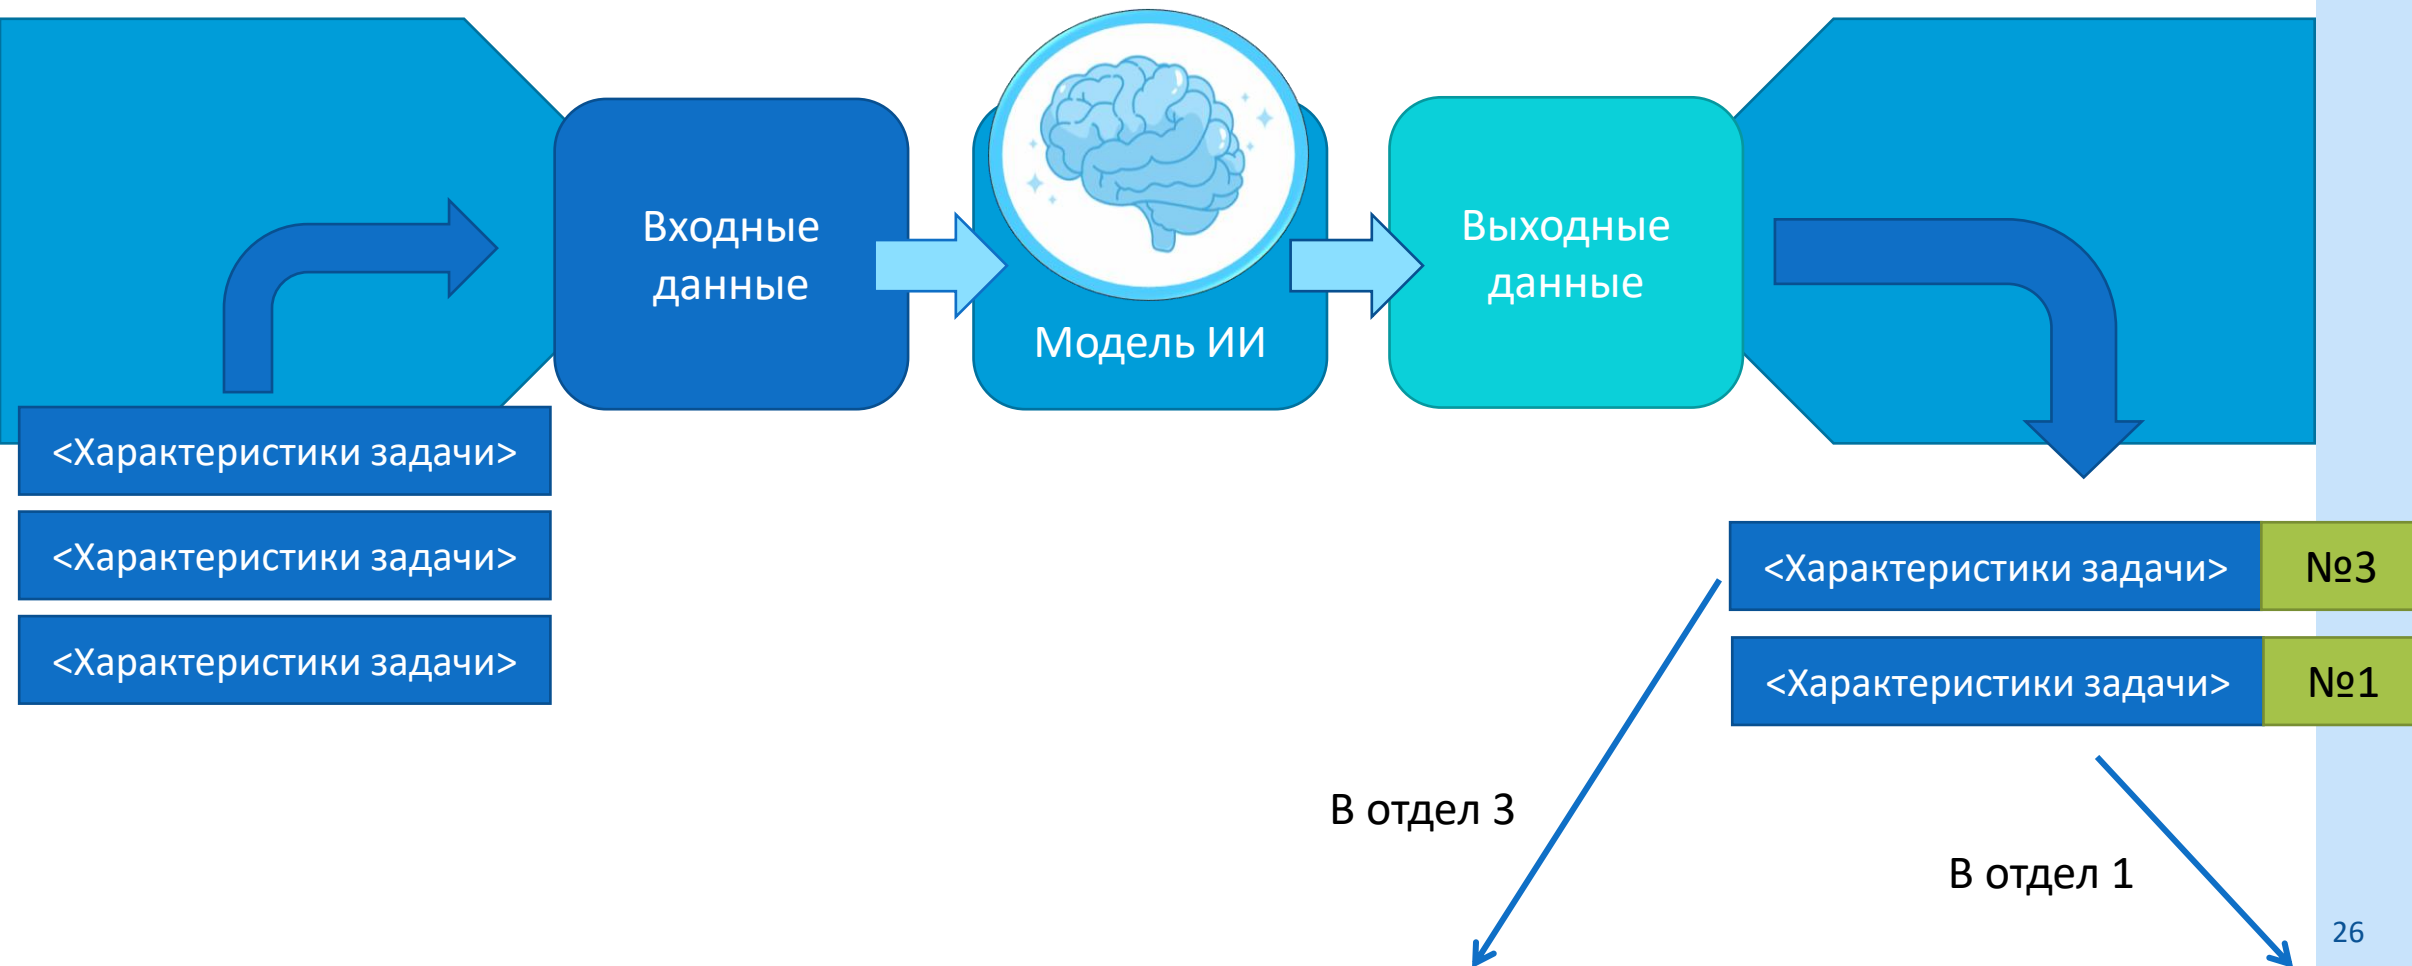 Входные
данные
Модель ИИ
Выходные
данные
<Характеристики задачи>
<Характеристики задачи>
<Характеристики задачи>
<Характеристики задачи> №3
<Характеристики задачи> №1
В отдел 3
В отдел 1
26